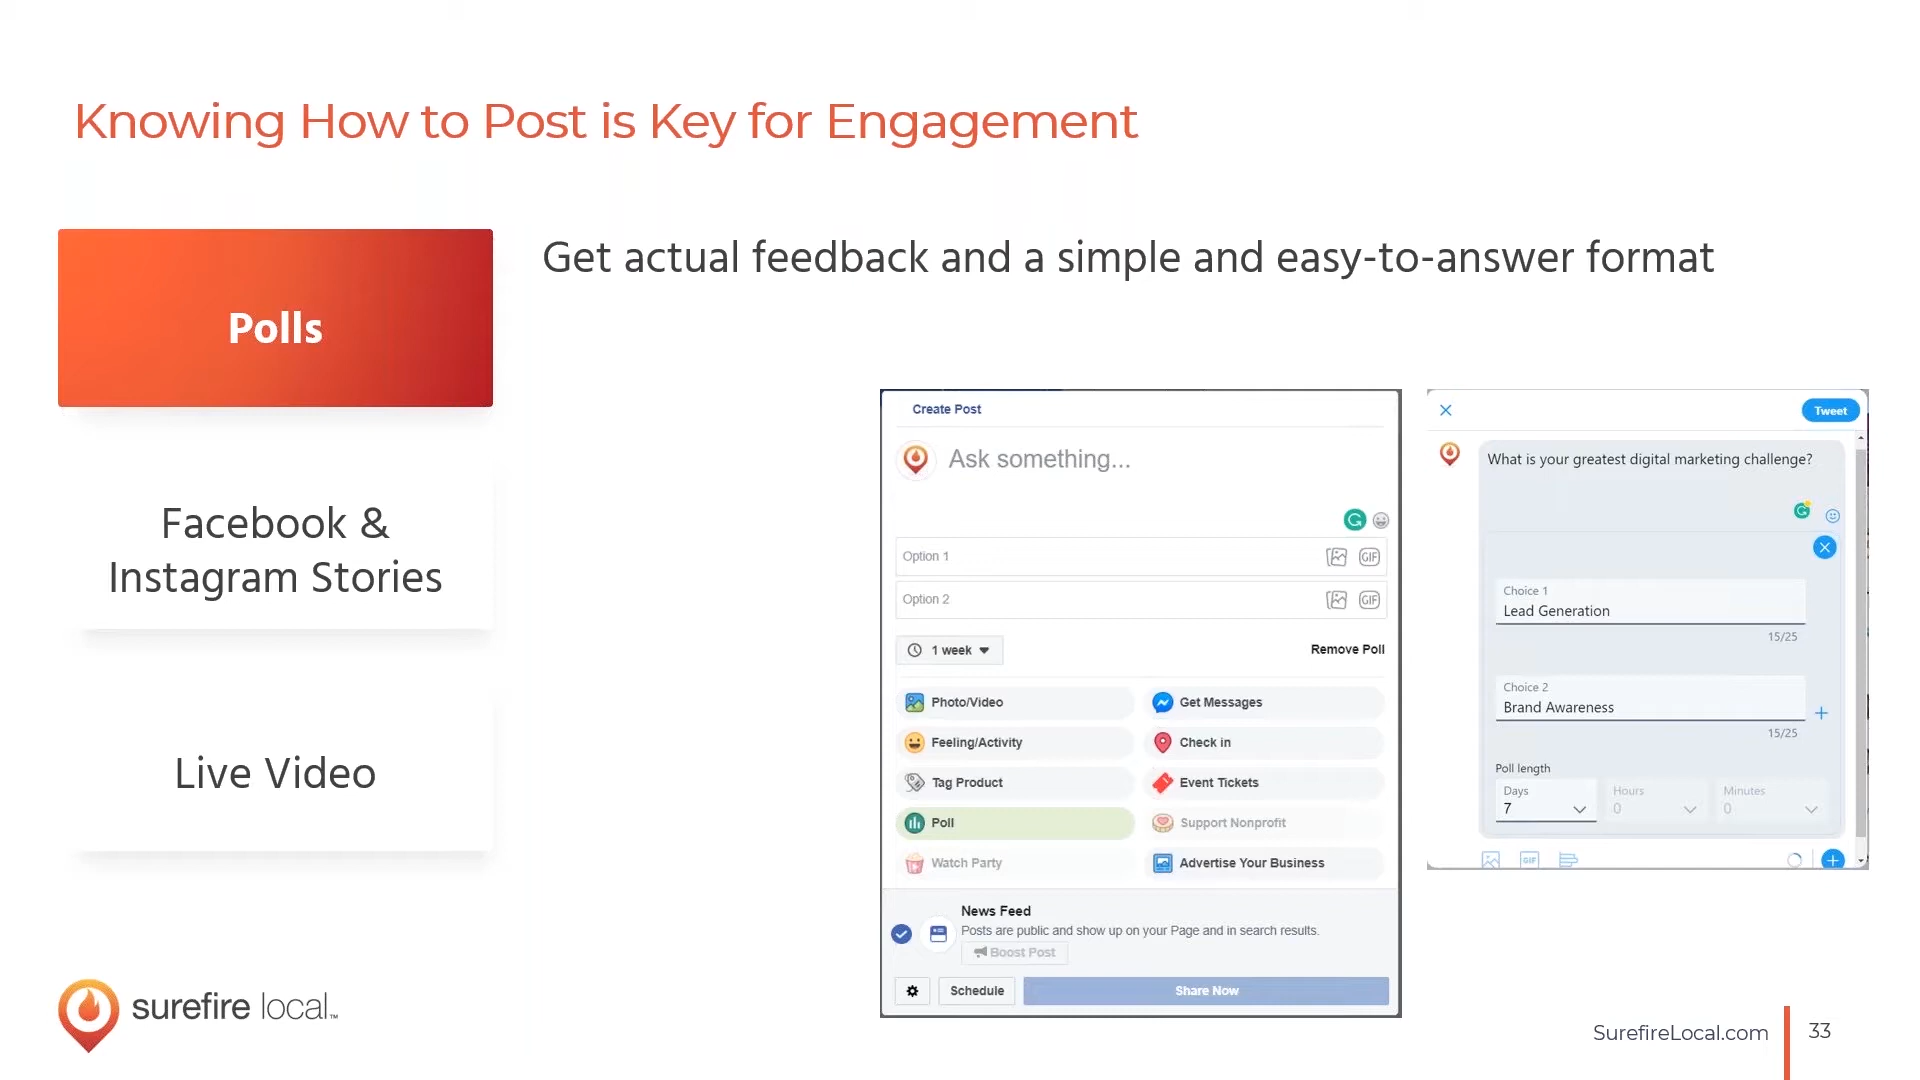 Knowing How to Post is Key for Engagement
Polls
Facebook &
Instagram Stories
Live Video
Get actual feedback and a simple and easy-to-answer format
Create Post
Ask something...
Option 1
GIF
Option 2
GIF
1 week
Remove Poll
Photo/Video
Get Messages
Feeling/Activity
Check in
Tag Product
Event Tickets
Poll
Support Nonprofit
Watch Party
Advertise Your Business
News Feed
Posts are public and show up on your Page and in search results.
Boost Post
Schedule
Share Now
Tweet
What is your greatest digital marketing challenge?
Choice 1
Lead Generation
15/25
Choice 2
Brand Awareness
15/25
Poll length
Days
7
Hours
0
Minutes
0
GIF
surefire local™
SurefireLocal.com
33